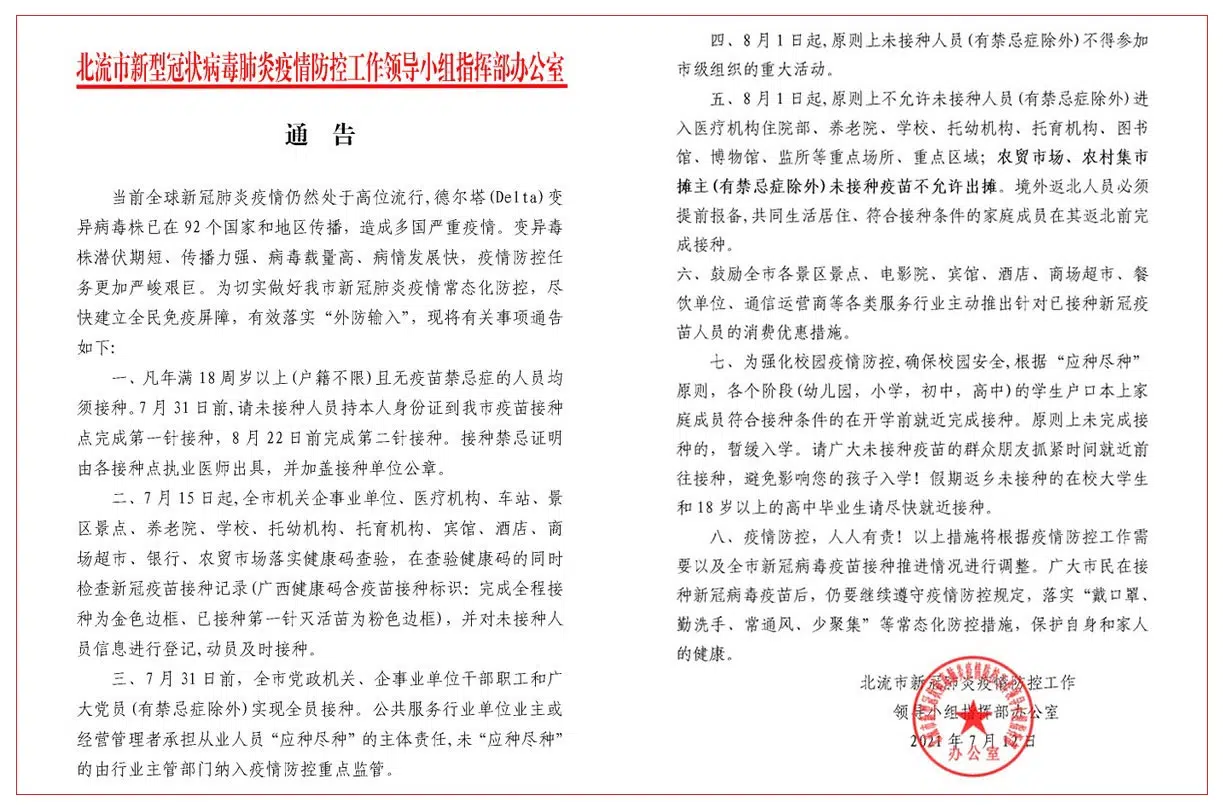 北流市新型冠状病毒肺炎疫情防控工作领导小组指挥部办公室
通 告
当前全球新冠肺炎疫情仍然处于高位流行,德尔塔(Delta)变
异病毒株已在 92 个国家和地区传播，造成多国严重疫情。变异毒
株潜伏期短、传播力强、病毒载量高、病情发展快，疫情防控任
务更加严峻艰巨。为切实做好我市新冠肺炎疫情常态化防控，尽
快建立全民免疫屏障，有效落实“外防输入”，现将有关事项通告
如下:
一、凡年满 18 周岁以上(户籍不限)且无疫苗禁忌症的人员均
须接种。7 月 31 日前,请未接种人员持本人身份证到我市疫苗接种
点完成第一针接种，8 月 22 日前完成第二针接种。接种禁忌证明
由各接种点执业医师出具，并加盖接种单位公章。
二、7 月 15 日起,全市机关企事业单位、医疗机构、车站、景
区景点、养老院、学校、托幼机构、托育机构、宾馆、酒店、商
场超市、银行、农贸市场落实健康码查验，在查验健康码的同时
检查新冠疫苗接种记录(广西健康码含疫苗接种标识: 完成全程接
种为金色边框、已接种第一针灭活苗为粉色边框)，并对未接种人
员信息进行登记,动员及时接种。
三、7 月 31 日前，全市党政机关、企事业单位干部职工和广
大党员(有禁忌症除外)实现全员接种。公共服务行业单位业主或
经营管理者承担从业人员“应种尽种”的主体责任,未“应种尽种”
的由行业主管部门纳入疫情防控重点监管。
四、8 月 1 日起,原则上未接种人员(有禁忌症除外)不得参加
市级组织的重大活动。
五、8 月 1 日起,原则上不允许未接种人员(有禁忌症除外)进
入医疗机构住院部、养老院、学校、托幼机构、托育机构、图书
馆、博物馆、监所等重点场所、重点区域；农贸市场、农村集市
摊主(有禁忌症除外)未接种疫苗不允许出摊。境外返北人员必须
提前报备,共同生活居住、符合接种条件的家庭成员在其返北前完
成接种。
六、鼓励全市各景区景点、电影院、宾馆、酒店、商场超市、餐
饮单位、通信运营商等各类服务行业主动推出针对已接种新冠疫
苗人员的消费优惠措施。
七、为强化校园疫情防控,确保校园安全,根据“应种尽种”
原则，各个阶段(幼儿园，小学，初中，高中)的学生户口本上家
庭成员符合接种条件的在开学前就近完成接种。原则上未完成接
种的，暂缓入学。请广大未接种疫苗的群众朋友抓紧时间就近前
往接种，避免影响您的孩子入学！假期返乡未接种的在校大学生
和 18 岁以上的高中毕业生请尽快就近接种。
八、疫情防控，人人有责！以上措施将根据疫情防控工作需
要以及全市新冠病毒疫苗接种推进情况进行调整。广大市民在接
种新冠病毒疫苗后，仍要继续遵守疫情防控规定，落实“戴口罩、
勤洗手、常通风、少聚集”等常态化防控措施，保护自身和家人
的健康。
北流市新冠肺炎疫情防控工作
领导小组指挥部办公室
2021 年 7 月 12 日
办公室